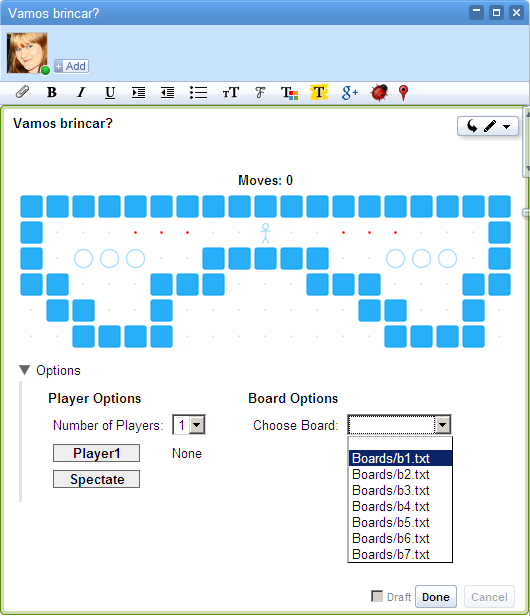 Vamos brincar?
+ Add
B I U TT F T T g+
Vamos brincar?
Moves: 0
Options
Player Options Board Options
Number of Players: 1 Choose Board:
Player1 None
Spectate
Boards/b1.txt
Boards/b2.txt
Boards/b3.txt
Boards/b4.txt
Boards/b5.txt
Boards/b6.txt
Boards/b7.txt
Draft Done Cancel